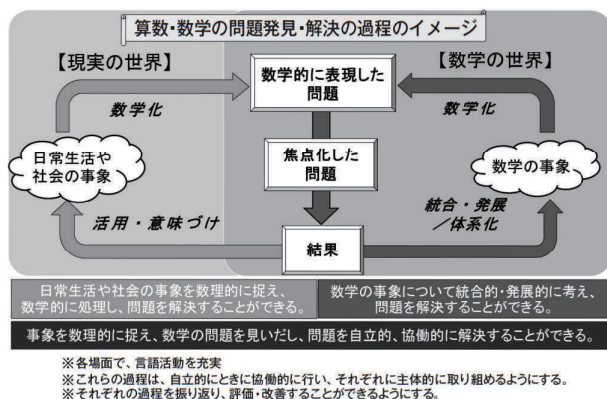 算数・数学の問題発見・解決の過程のイメージ
【現実の世界】
【数学の世界】
数学的に表現した
問題
数学化
数学化
日常生活や
社会の事象
焦点化した
問題
数学の事象
活用・意味づけ
統合・発展
／体系化
結果
日常生活や社会の事象を数理的に捉え、
数学的に処理し、問題を解決することができる。
数学の事象について統合的・発展的に考え、
問題を解決することができる。
事象を数理的に捉え、数学の問題を見いだし、問題を自立的、協働的に解決することができる。
※各場面で、言語活動を充実
※これらの過程は、自立的にときに協働的に行い、それぞれに主体的に取り組めるようにする。
※それぞれの過程を振り返り、評価・改善することができるようにする。